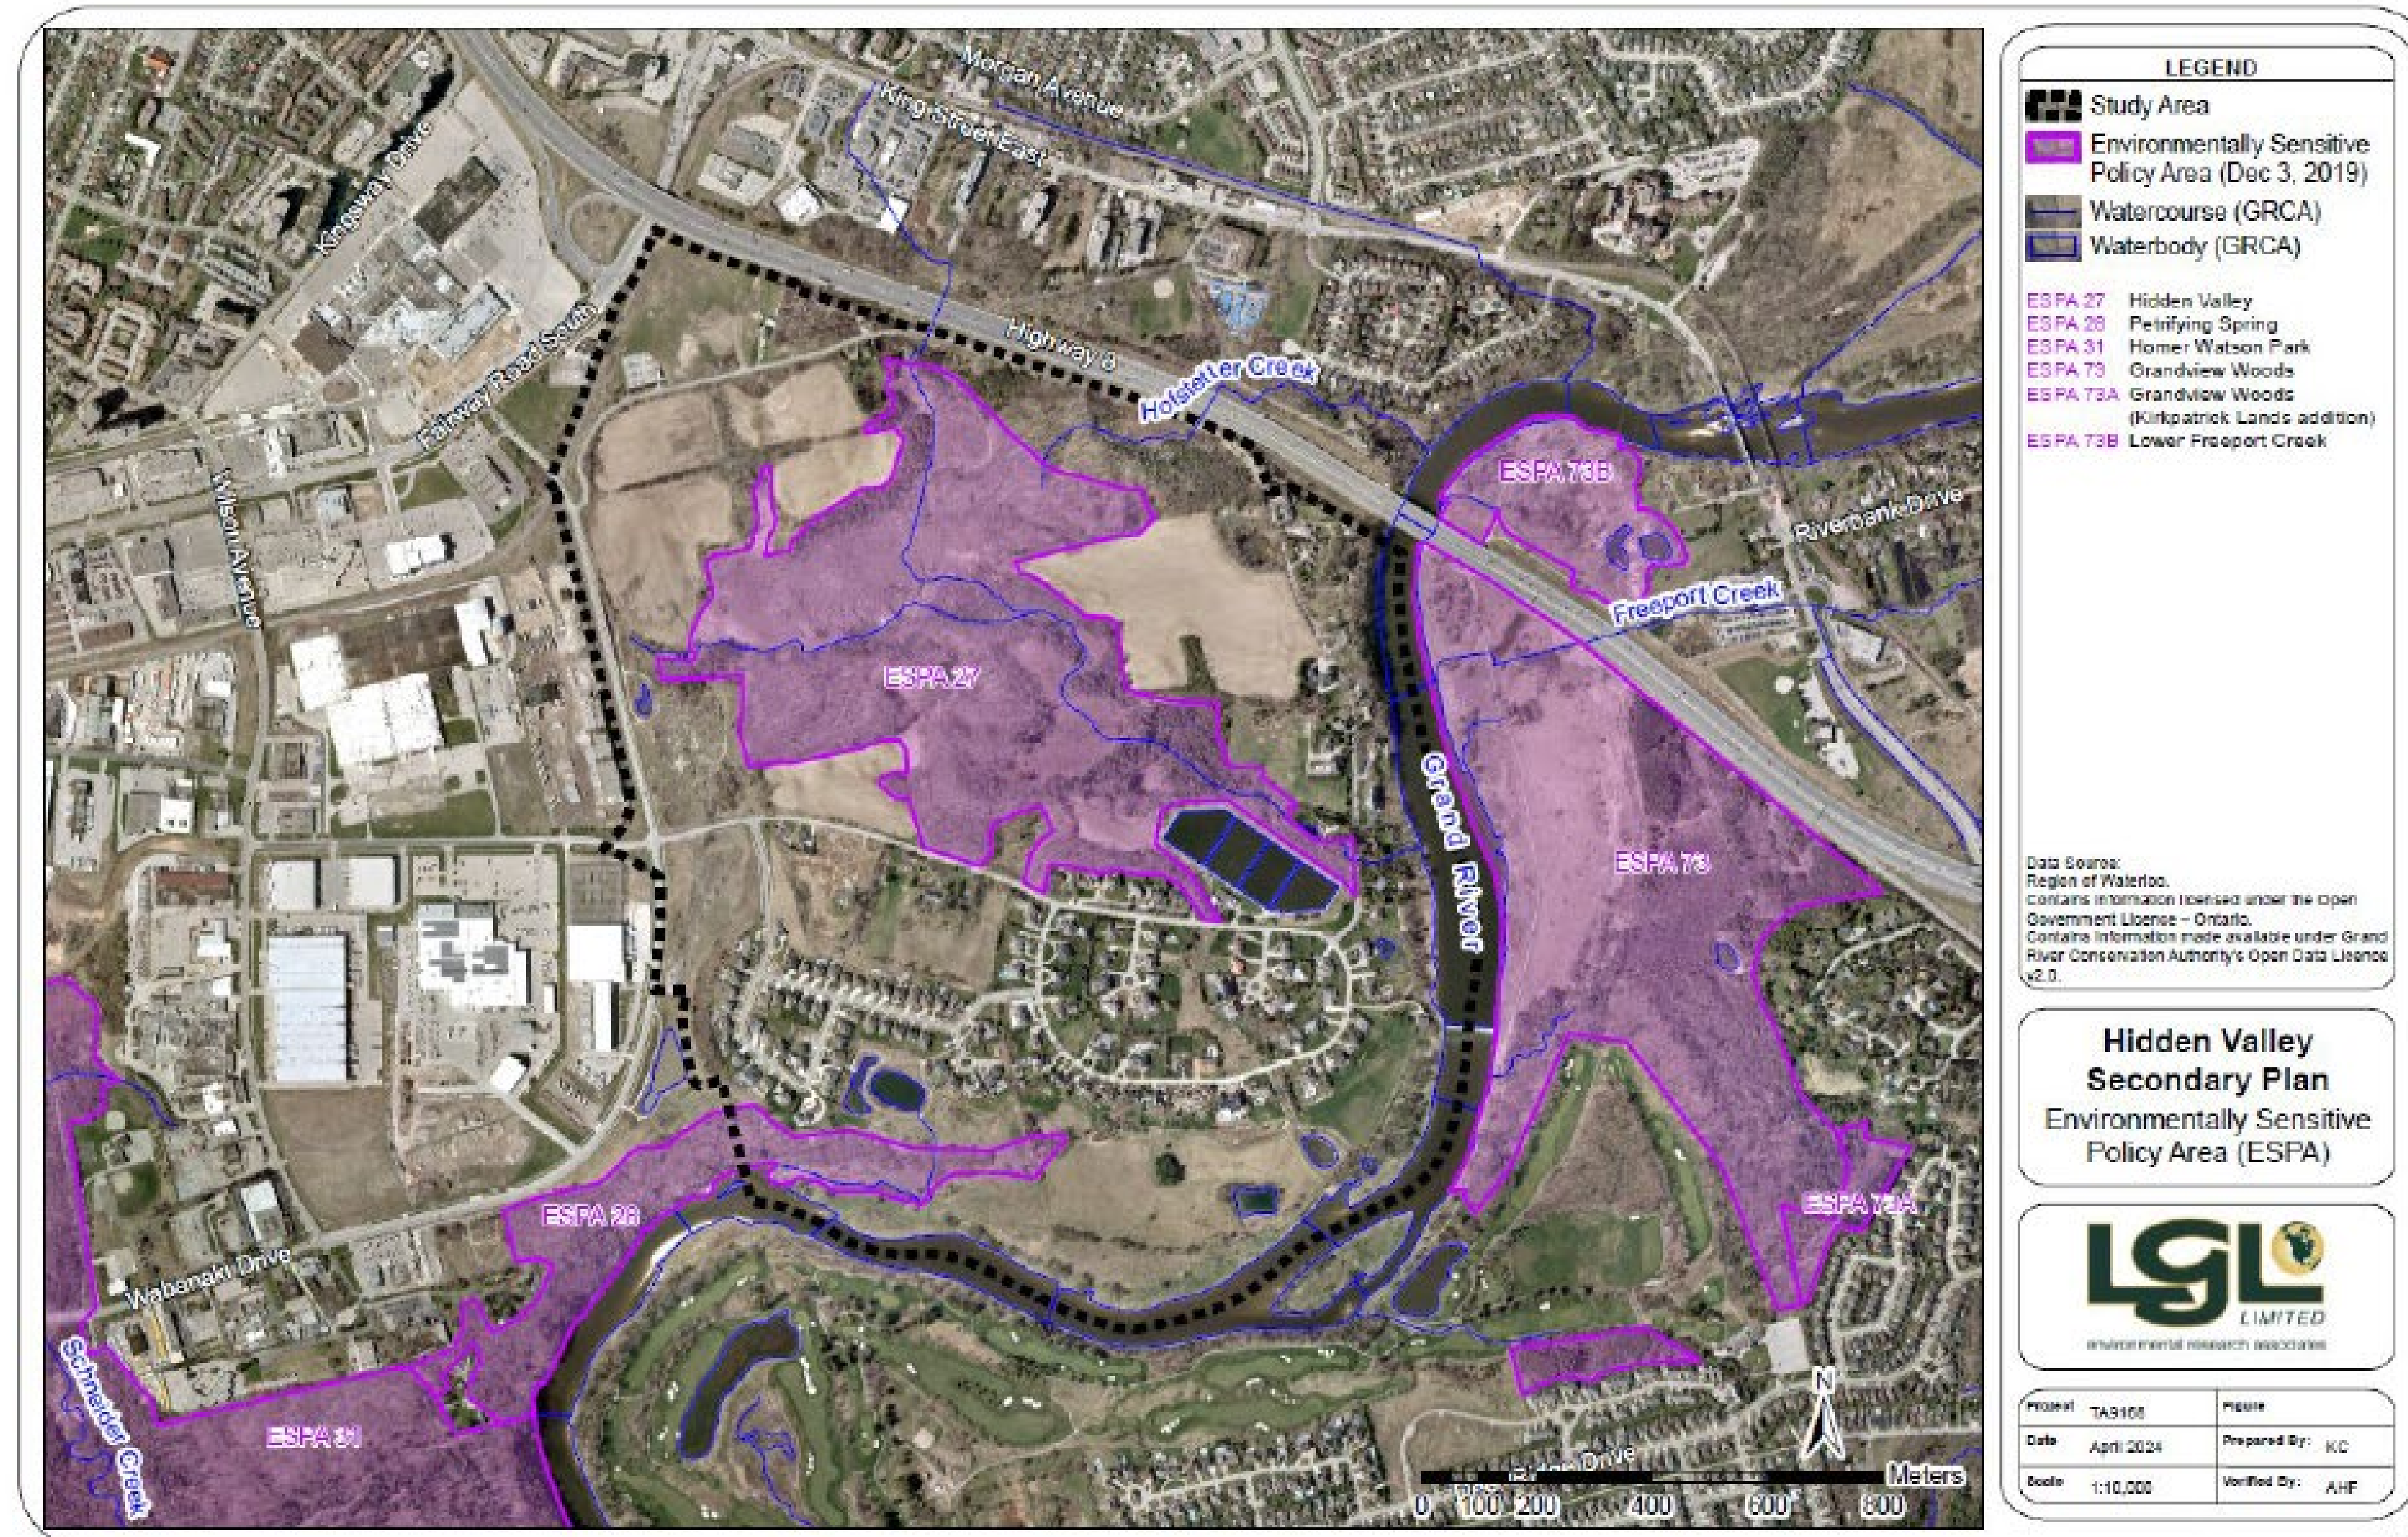 Morgan Avenue
King Street East
Kingsway Drive
Highway 8
Fairway Road South
Hofstetter Creek
ESPA 73B
Riverbank Drive
Wilson Avenue
Freeport Creek
ESPA 27
Grand River
ESPA 73
ESPA 73A
ESPA 28
Wabanaki Drive
Schneider Creek
ESPA 31
Drive
N
Meters
0 100 200 400 600 800
LEGEND
Study Area
Environmentally Sensitive
Policy Area (Dec 3, 2019)
Watercourse (GRCA)
Waterbody (GRCA)
ESPA 27 Hidden Valley
ESPA 28 Petrifying Spring
ESPA 31 Homer Watson Park
ESPA 73 Grandview Woods
ESPA 73A Grandview Woods
(Kirkpatrick Lands addition)
ESPA 73B Lower Freeport Creek
Data Source:
Region of Waterloo.
Contains information licensed under the Open
Government Licence – Ontario.
Contains information made available under Grand
River Conservation Authority's Open Data Licence
v2.0.
Hidden Valley
Secondary Plan
Environmentally Sensitive
Policy Area (ESPA)
LGL
LIMITED
environmental research associates
Project TA9168 Figure
Date April 2024 Prepared By: KC
Scale 1:10,000 Verified By: AHF